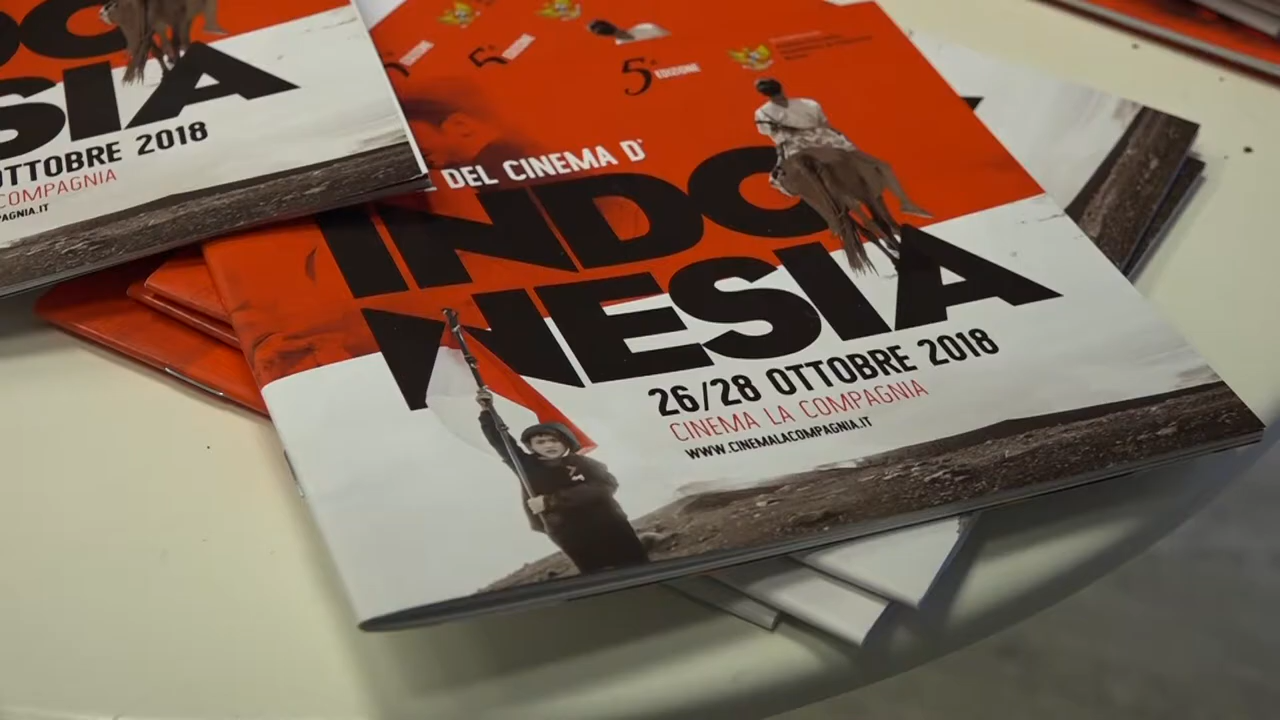 5ª EDIZIONE
DEL CINEMA D'
INDO
NESIA
26/28 OTTOBRE 2018
CINEMA LA COMPAGNIA
WWW.CINEMALACOMPAGNIA.IT
SIA
OTTOBRE 2018
COMPAGNIA